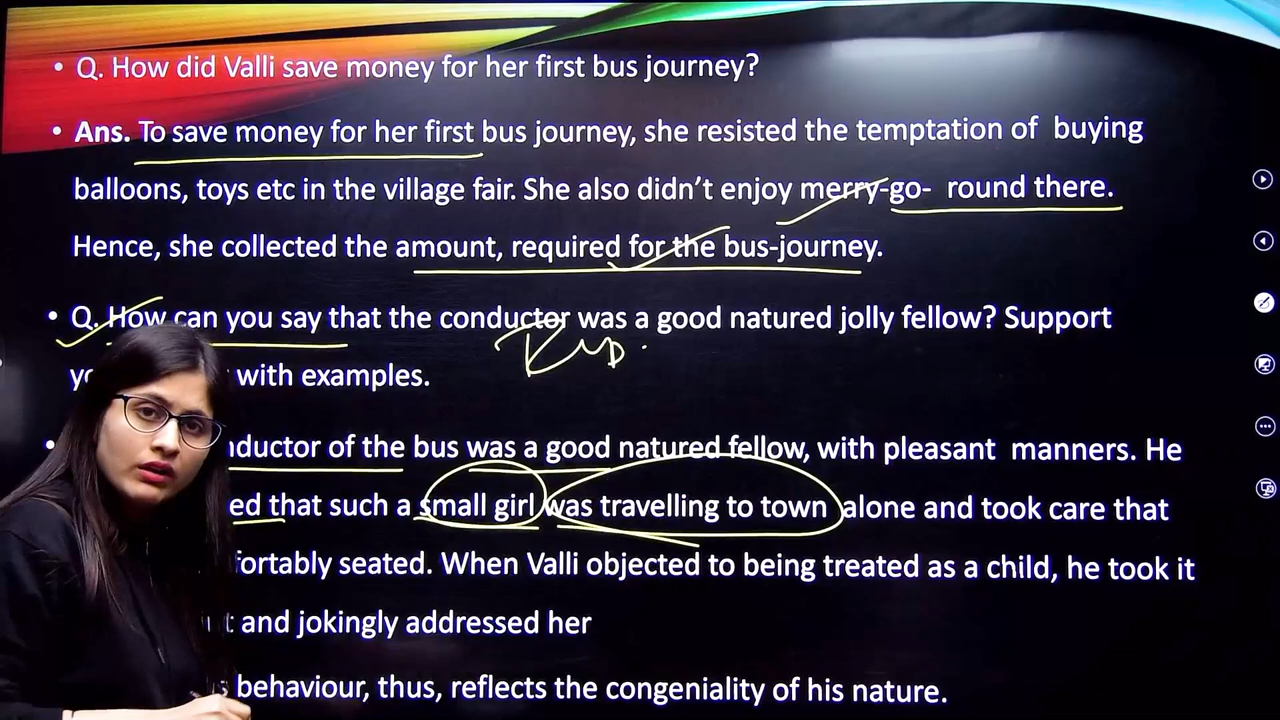 • Q. How did Valli save money for her first bus journey?
• Ans. To save money for her first bus journey, she resisted the temptation of buying
balloons, toys etc in the village fair. She also didn't enjoy merry-go- round there.
Hence, she collected the amount, required for the bus-journey.
• Q. How can you say that the conductor was a good natured jolly fellow? Support
with examples.
nductor of the bus was a good natured fellow, with pleasant manners. He
ed that such a small girl was travelling to town alone and took care that
fortably seated. When Valli objected to being treated as a child, he took it
t and jokingly addressed her
behaviour, thus, reflects the congeniality of his nature.